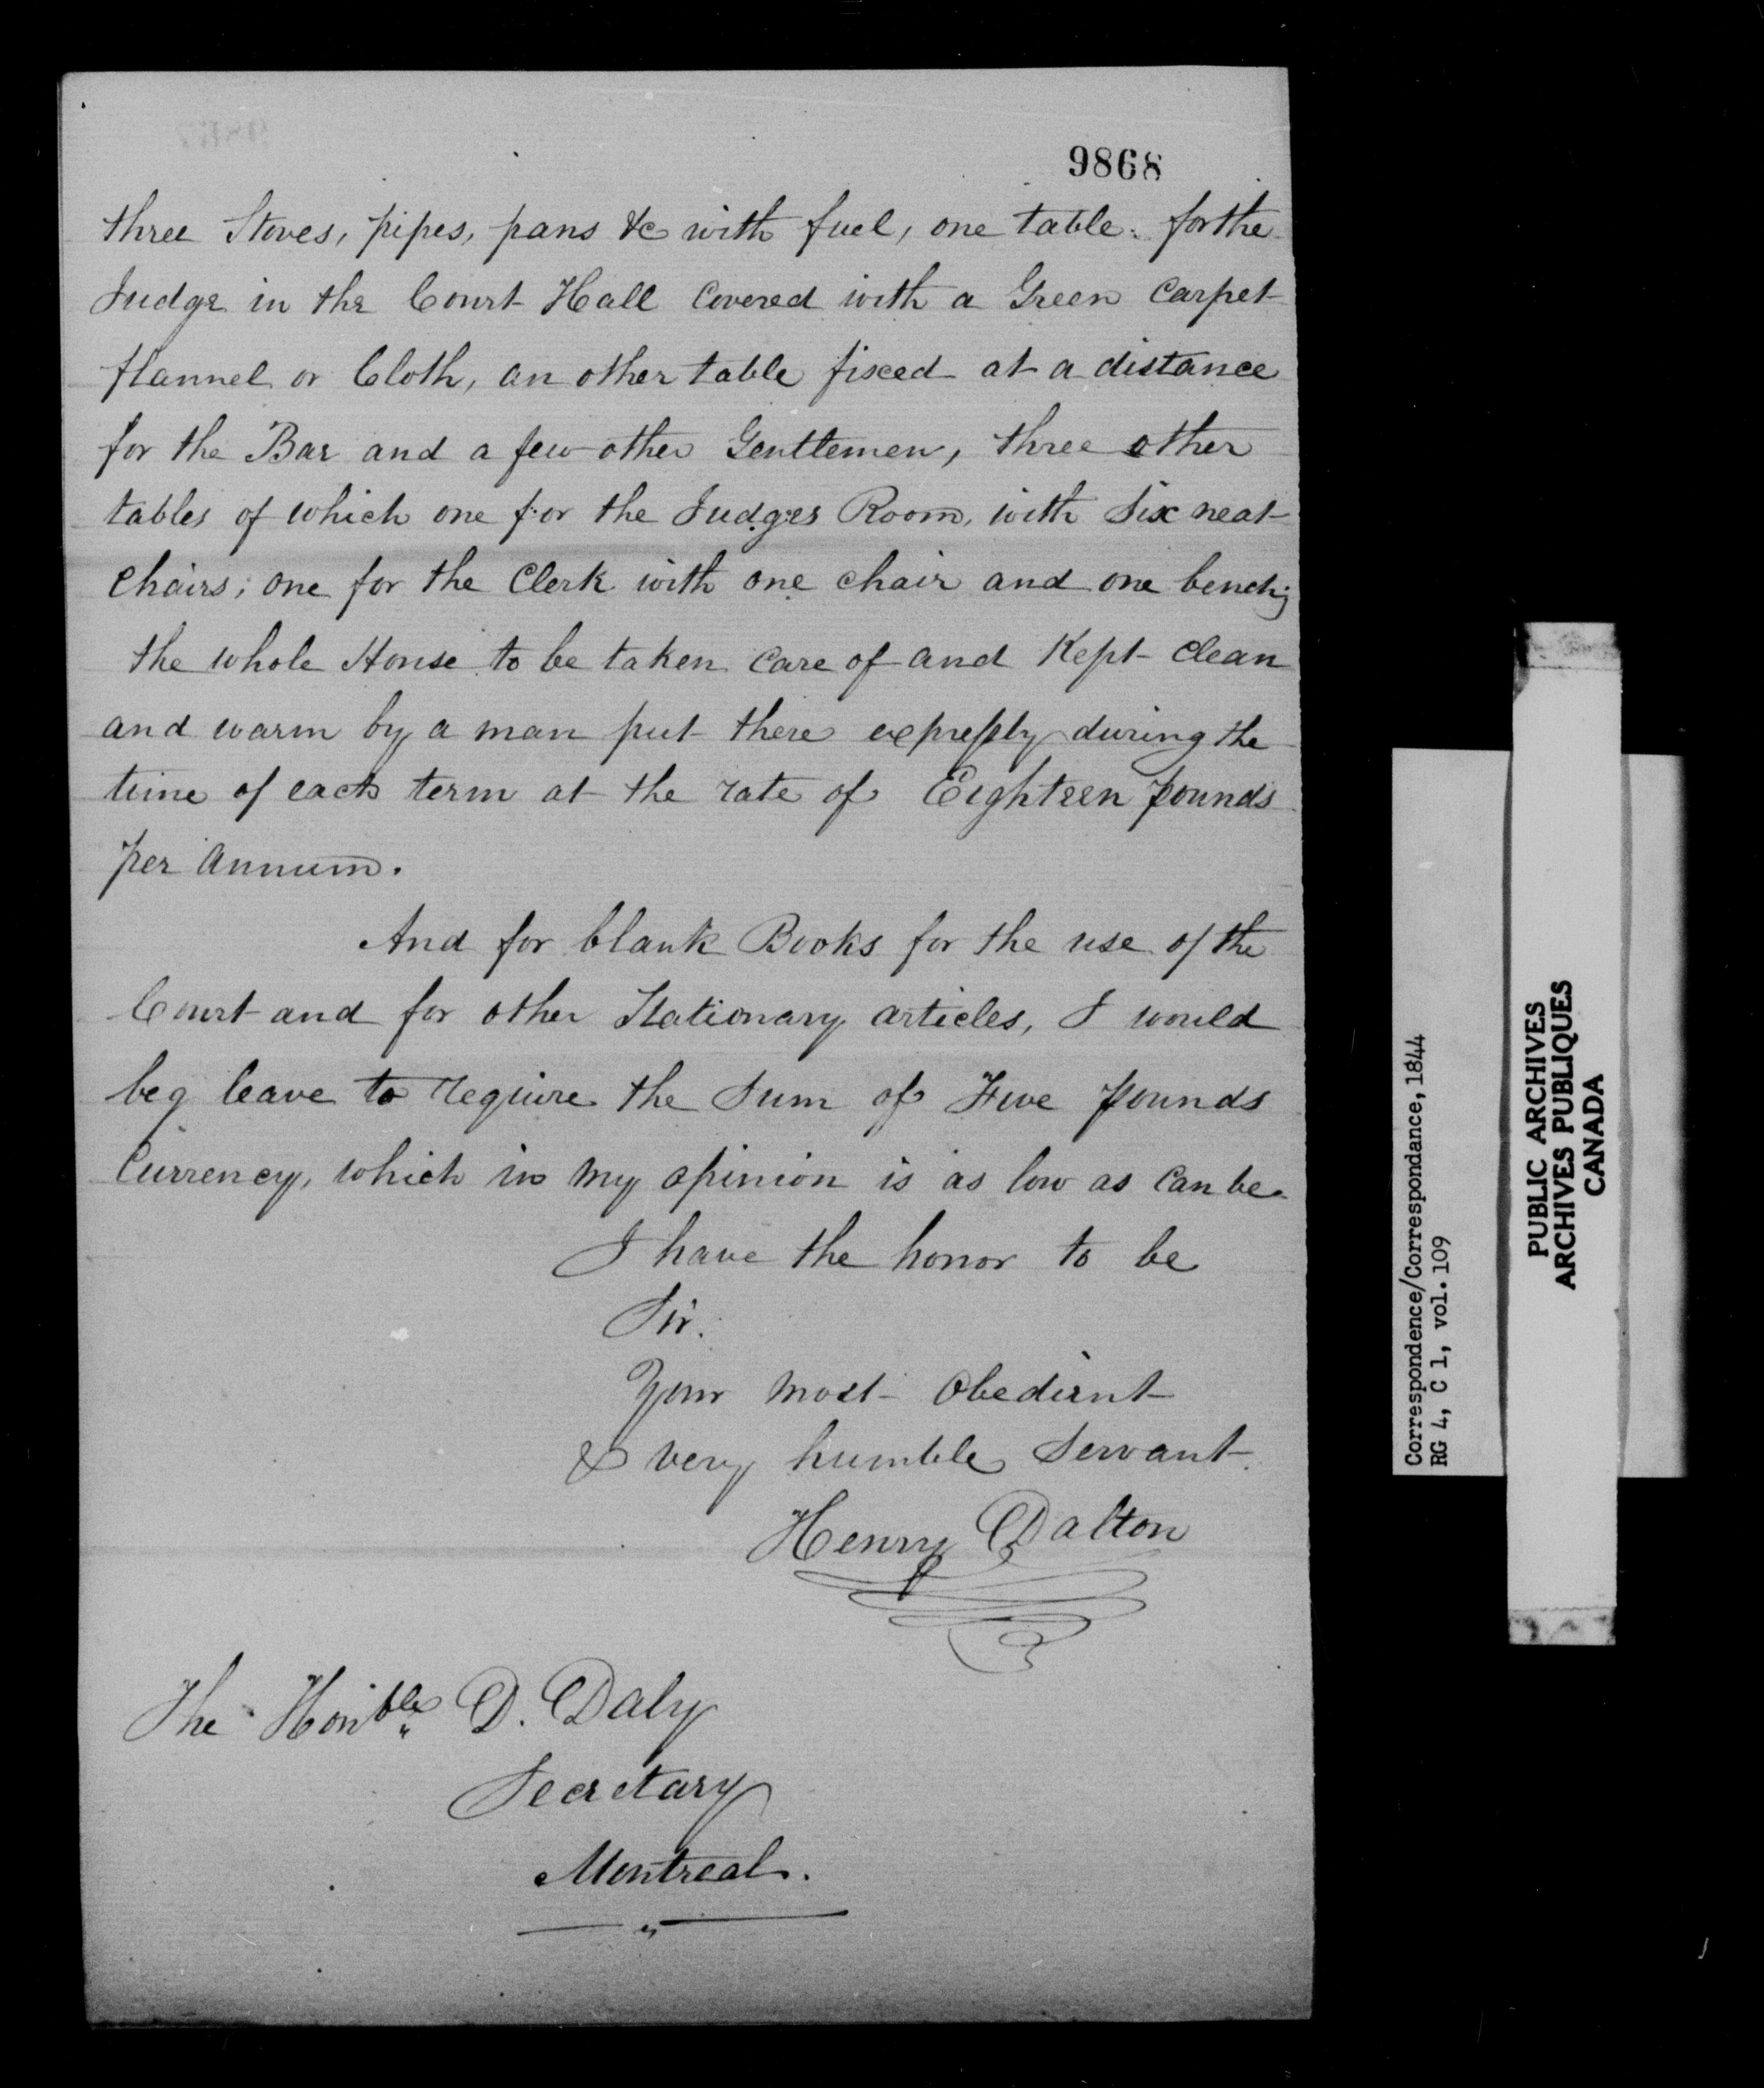 9868
three Stoves, pipes, pans &c with fuel, one table. for the
Judge in the Court Hall Covered with a Green Carpet
flannel or Cloth, an other table fixed at a distance
for the Bar and a few other Gentlemen, three other
tables of which one for the Judges Room, with Six neat
Chairs; one for the Clerk with one chair and one bench;
the whole House to be taken Care of and Kept Clean
and warm by a man put there expressly during the
time of each term at the rate of Eighteen pounds
per Annum.
And for blank Books for the use of the
Court and for other Stationary articles, I would
beg leave to require the Sum of Five pounds
Currency, which in my opinion is as low as Can be.
I have the honor to be
Sir.
Your most Obedient
& very humble Servant.
Henry Dalton
The Honble D. Daly
Secretary
Montreal.
Correspondence/Correspondance, 1844
RG 4, C 1, vol. 109
PUBLIC ARCHIVES
ARCHIVES PUBLIQUES
CANADA